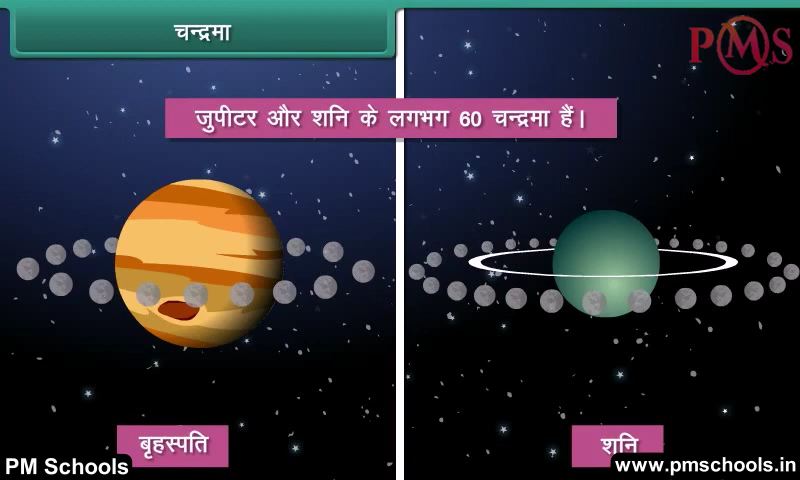 चन्द्रमा
PMS
जुपीटर और शनि के लगभग 60 चन्द्रमा हैं।
बृहस्पति
शनि
PM Schools
www.pmschools.in